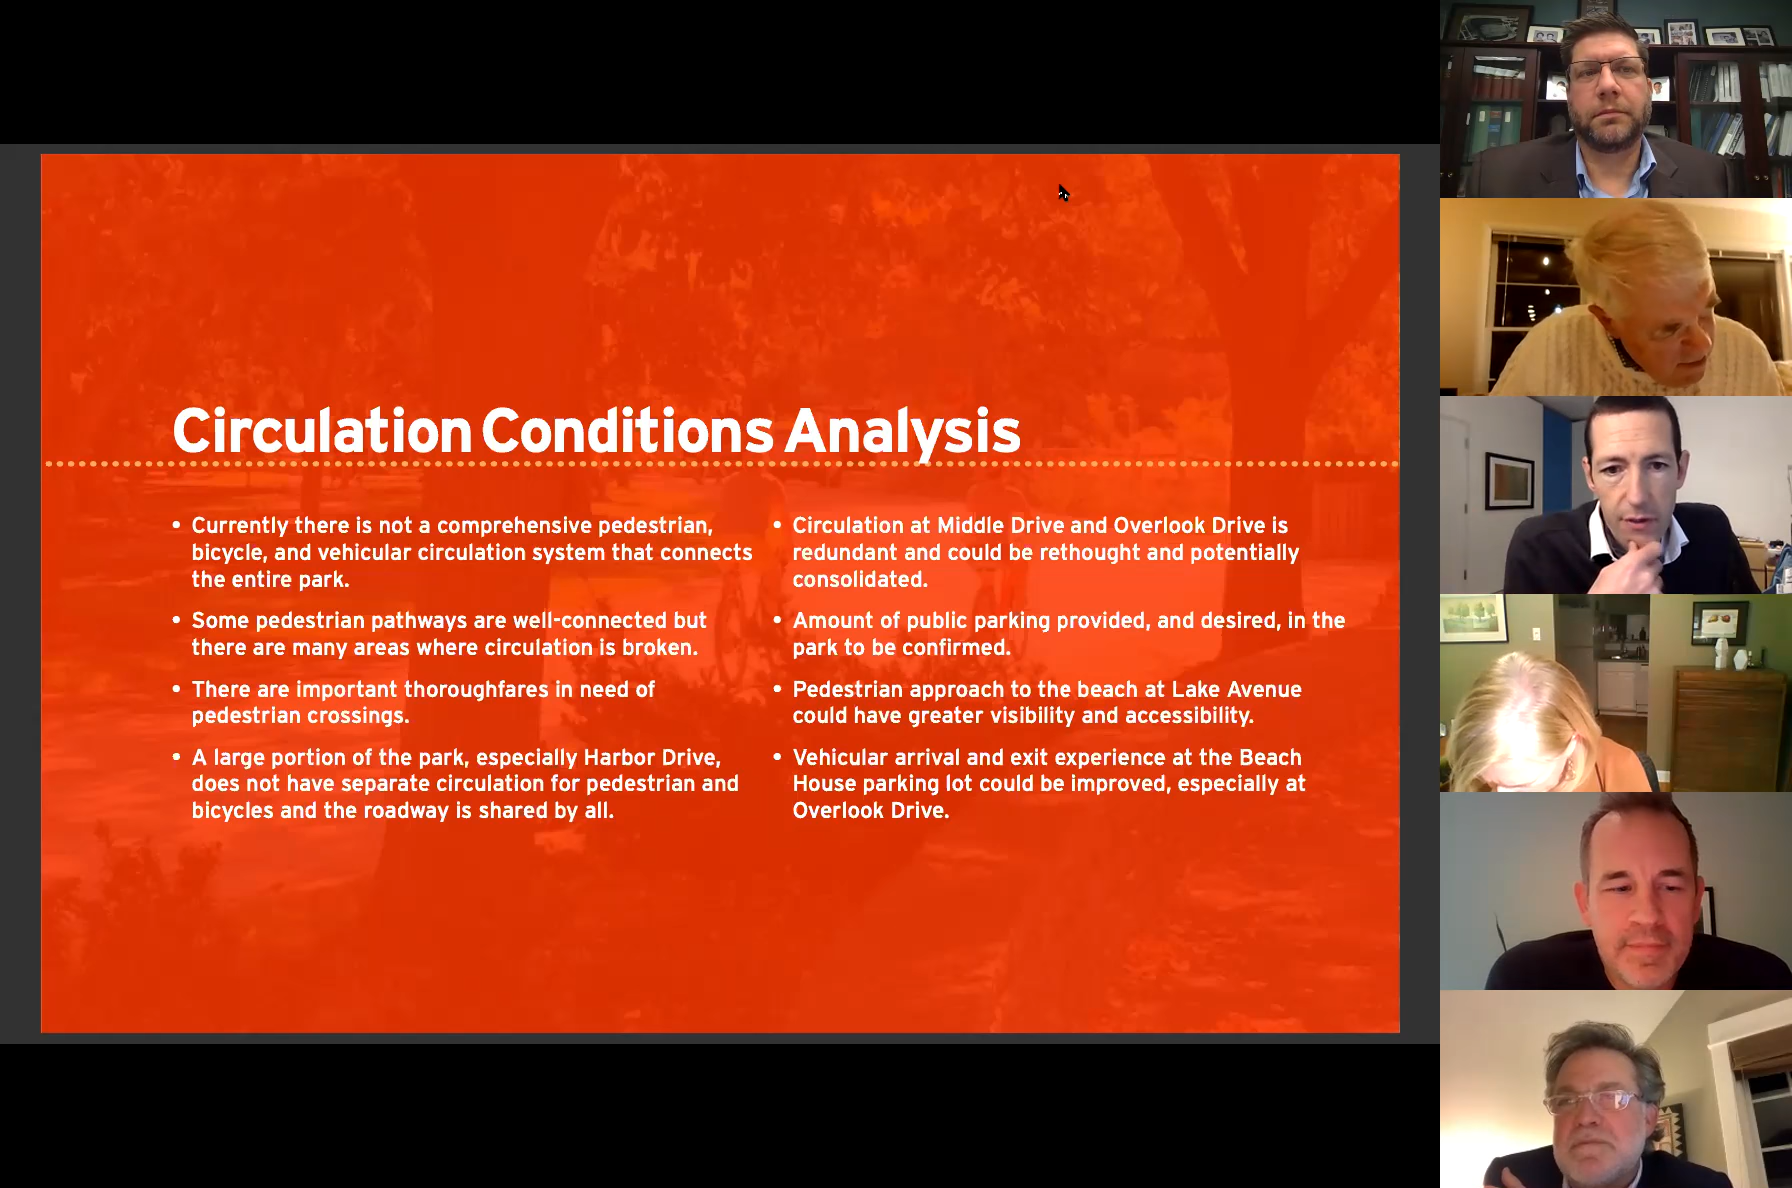 Circulation Conditions Analysis
• Currently there is not a comprehensive pedestrian,
bicycle, and vehicular circulation system that connects
the entire park.
• Some pedestrian pathways are well-connected but
there are many areas where circulation is broken.
• There are important thoroughfares in need of
pedestrian crossings.
• A large portion of the park, especially Harbor Drive,
does not have separate circulation for pedestrian and
bicycles and the roadway is shared by all.
• Circulation at Middle Drive and Overlook Drive is
redundant and could be rethought and potentially
consolidated.
• Amount of public parking provided, and desired, in the
park to be confirmed.
• Pedestrian approach to the beach at Lake Avenue
could have greater visibility and accessibility.
• Vehicular arrival and exit experience at the Beach
House parking lot could be improved, especially at
Overlook Drive.